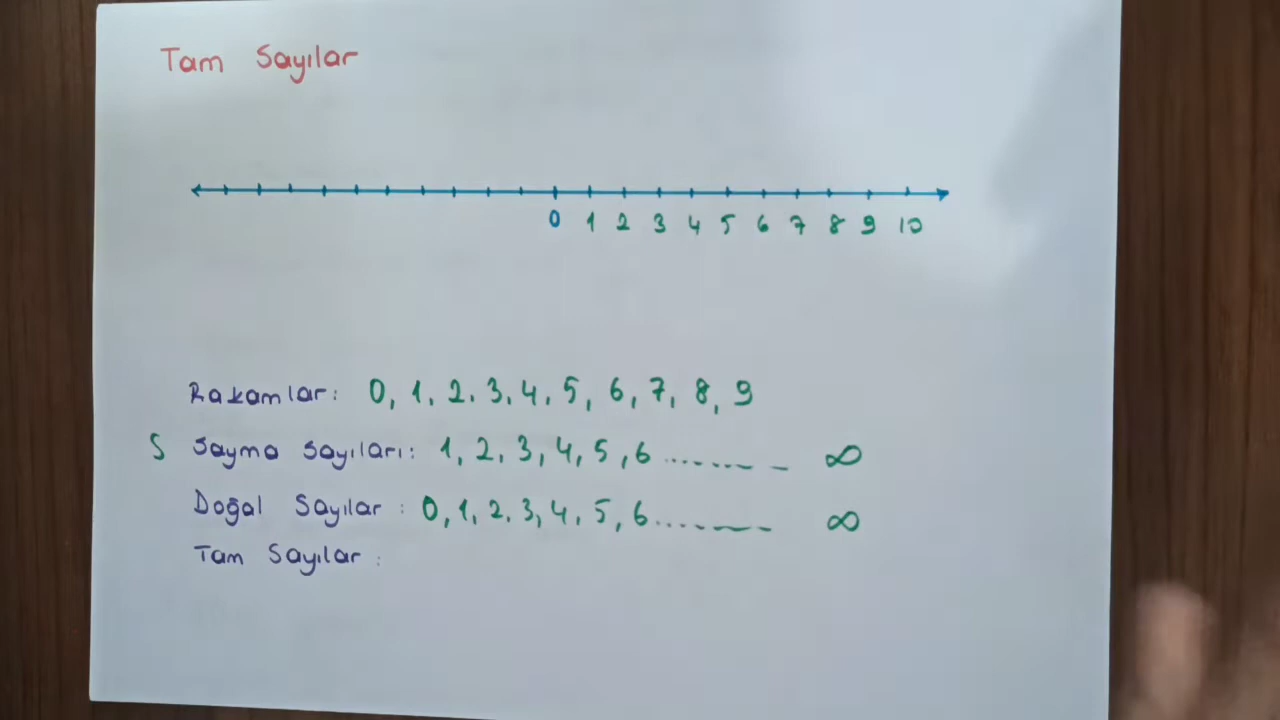 Tam Sayılar
0 1 2 3 4 5 6 7 8 9 10
Rakamlar: 0, 1, 2, 3, 4, 5, 6, 7, 8, 9
S Sayma Sayıları: 1, 2, 3, 4, 5, 6 ......... ∞
Doğal Sayılar : 0, 1, 2, 3, 4, 5, 6 ......... ∞
Tam Sayılar :